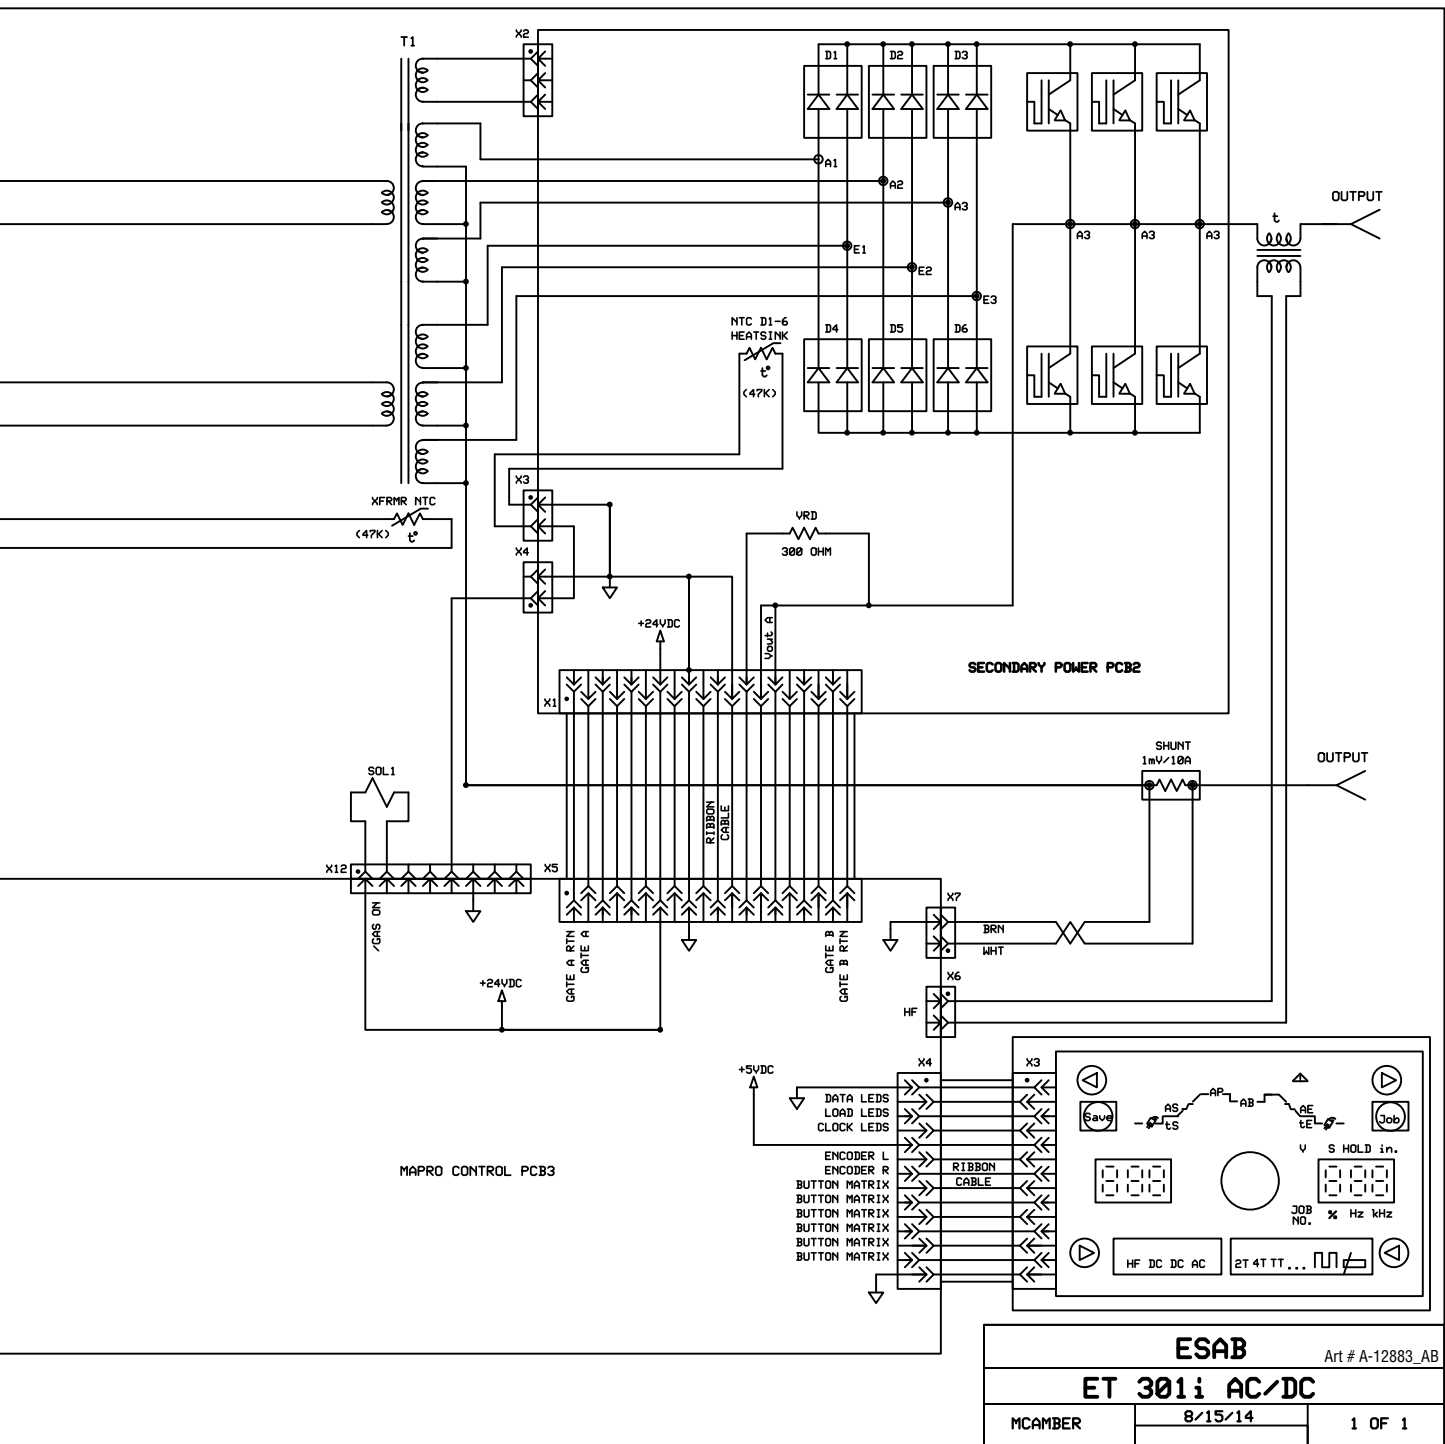 T1
X2
D1
D2
D3
A1
A2
A3
E1
E2
E3
A3
A3
A3
t
OUTPUT
NTC D1-6
HEATSINK
t°
(47K)
D4
D5
D6
XFRMR NTC
(47K)
t°
X3
X4
VRD
300 OHM
+24VDC
Vout A
SECONDARY POWER PCB2
X1
SHUNT
1mV/10A
OUTPUT
SOL1
RIBBON
CABLE
X12
X5
/GAS ON
GATE A RTN
GATE A
GATE B
GATE B RTN
X7
BRN
WHT
+24VDC
X6
HF
+5VDC
X4
X3
DATA LEDS
LOAD LEDS
CLOCK LEDS
ENCODER L
ENCODER R
BUTTON MATRIX
BUTTON MATRIX
BUTTON MATRIX
BUTTON MATRIX
BUTTON MATRIX
BUTTON MATRIX
RIBBON
CABLE
MAPRO CONTROL PCB3
Save
AS
tS
AP
AB
AE
tE
Job
V S HOLD in.
888
888
JOB
NO.
% Hz kHz
HF DC DC AC
2T 4T TT...
ESAB
Art # A-12883_AB
ET 301i AC/DC
MCAMBER
8/15/14
1 OF 1